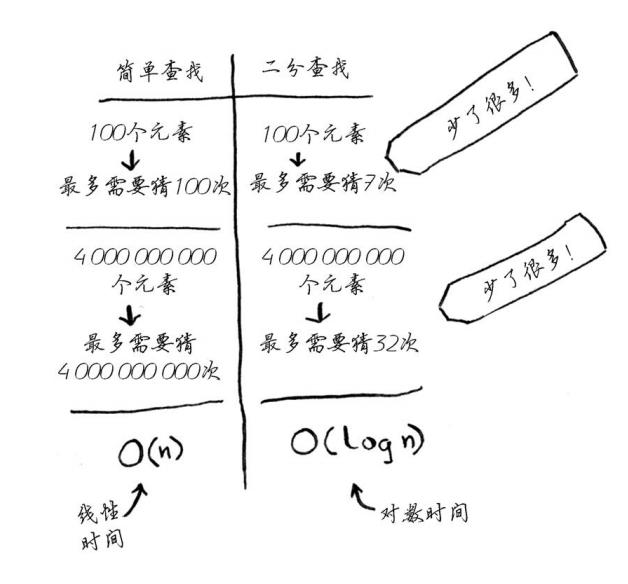 简单查找
100个元素
最多需要猜100次
4 000 000 000
个元素
最多需要猜
4 000 000 000次
O(n)
线性
时间
二分查找
100个元素
最多需要猜7次
4 000 000 000
个元素
最多需要猜32次
O(log n)
对数时间
少了很多!
少了很多!